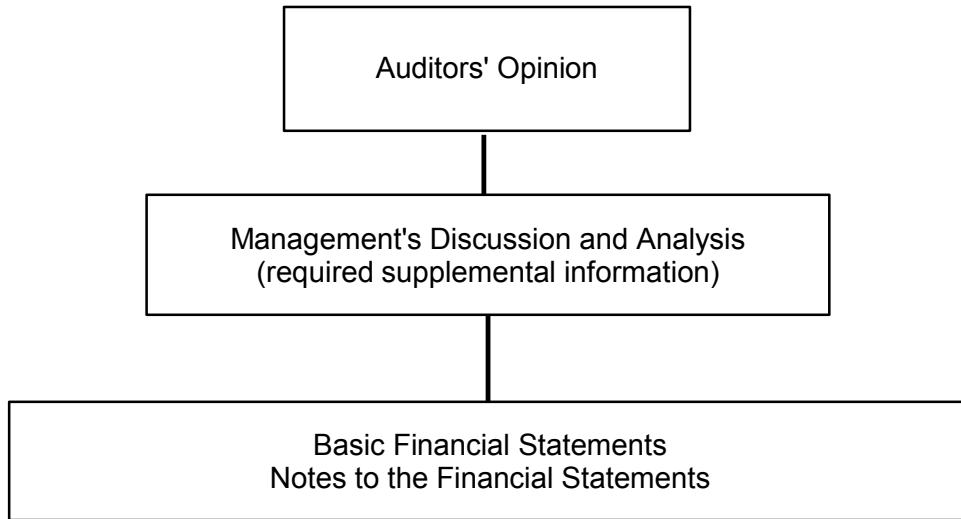 Auditors' Opinion
Management's Discussion and Analysis
(required supplemental information)
Basic Financial Statements
Notes to the Financial Statements